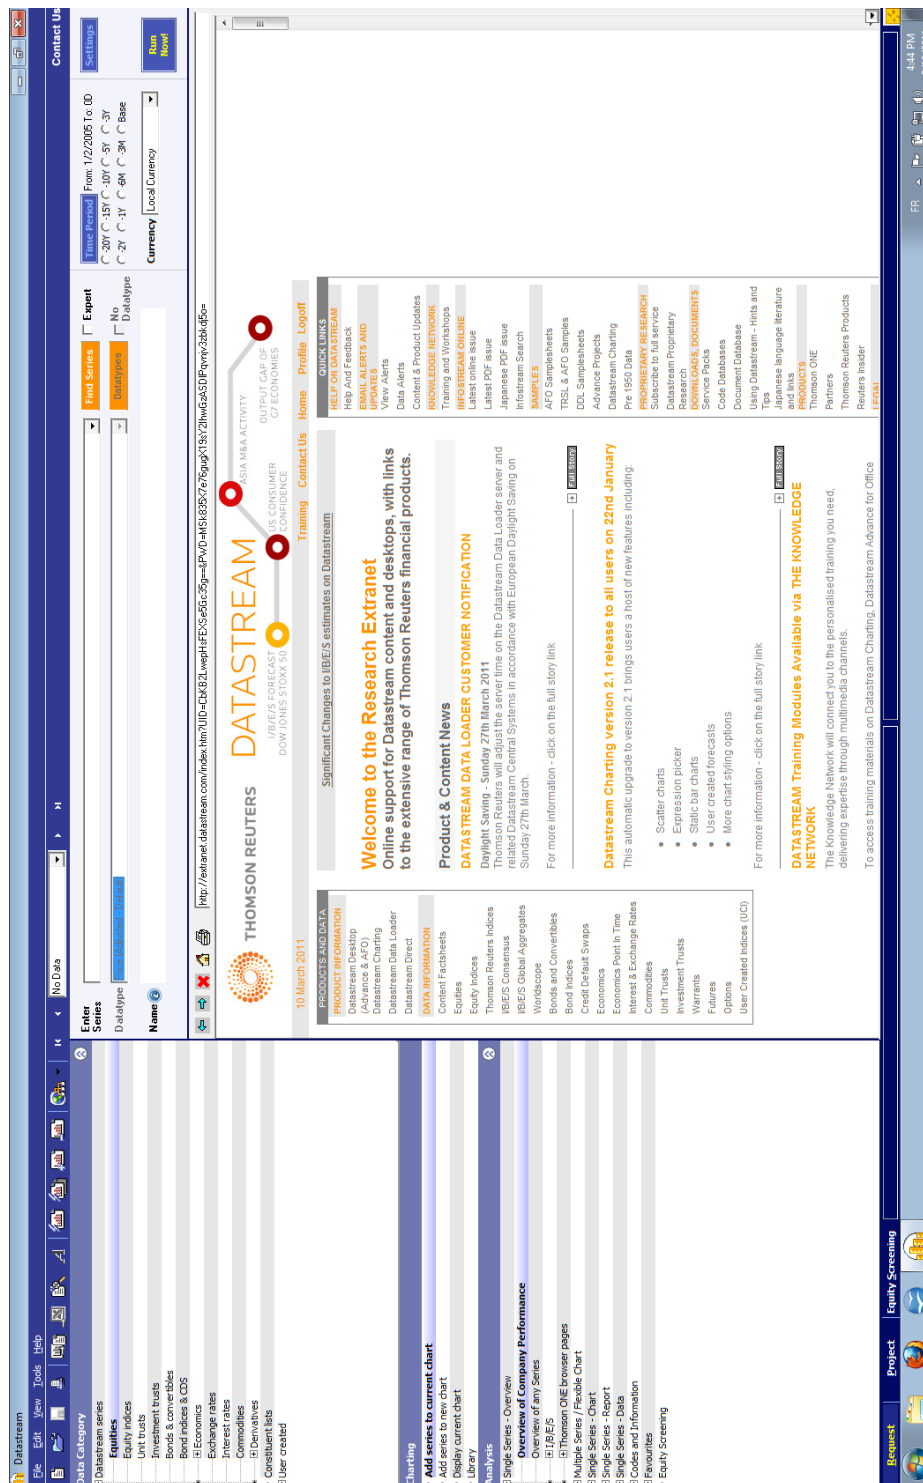 Datastream
File Edit View Tools Help
Contact Us
No Data
Data Category
Datastream series
Equities
Equity indices
Unit trusts
Investment trusts
Bonds & convertibles
Bond indices & CDS
Economics
Exchange rates
Interest rates
Commodities
Derivatives
Constituent lists
User created
Charting
Add series to current chart
Add series to new chart
Display current chart
Library
Analysis
Single Series - Overview
Overview of Company Performance
Overview of any Series
I/B/E/S
Thomson ONE browser pages
Multiple Series / Flexible Chart
Single Series - Chart
Single Series - Report
Single Series - Data
Codes and Information
Favourites
Equity Screening
Enter Series
Find Series
Expert
Datatype
Price (Adjusted - Default)
Datatypes
No Datatype
Name
Time Period From: 1/2/2005 To: 0D
-20Y -15Y -10Y -5Y -3Y
-2Y -1Y -6M -3M Base
Currency Local Currency
Settings
Run Now!
THOMSON REUTERS
DATASTREAM
I/B/E/S FORECAST
DOW JONES STOXX 50
US CONSUMER
CONFIDENCE
ASIA M&A ACTIVITY
OUTPUT GAP OF
G7 ECONOMIES
10 March 2011
Training Contact Us Home Profile Logoff
PRODUCTS AND DATA
PRODUCT INFORMATION
Datastream Desktop
(Advance & AFO)
Datastream Charting
Datastream Data Loader
Datastream Direct
DATA INFORMATION
Content Factsheets
Equities
Equity Indices
Thomson Reuters Indices
I/B/E/S Consensus
I/B/E/S Global Aggregates
Worldscope
Bonds and Convertibles
Bond Indices
Credit Default Swaps
Economics
Economics Point In Time
Interest & Exchange Rates
Commodities
Unit Trusts
Investment Trusts
Warrants
Futures
Options
User Created Indices (UCI)
Significant Changes to I/B/E/S estimates on Datastream
Welcome to the Research Extranet
Online support for Datastream content and desktops, with links
to the extensive range of Thomson Reuters financial products.
Product & Content News
DATASTREAM DATA LOADER CUSTOMER NOTIFICATION
Daylight Saving - Sunday 27th March 2011
Thomson Reuters will adjust the server time on the Datastream Data Loader server and
related Datastream Central Systems in accordance with European Daylight Saving on
Sunday 27th March.
For more information - click on the full story link
Full Story
Datastream Charting version 2.1 release to all users on 22nd January
This automatic upgrade to version 2.1 brings users a host of new features including:
Scatter charts
Expression picker
Static bar charts
User created forecasts
More chart styling options
For more information - click on the full story link
Full Story
DATASTREAM Training Modules Available via THE KNOWLEDGE
NETWORK
The Knowledge Network will connect you to the personalised training you need,
delivering expertise through multimedia channels.
To access training materials on Datastream Charting, Datastream Advance for Office
QUICK LINKS
HELP ON DATASTREAM
Help And Feedback
EMAIL ALERTS AND
UPDATES
View Alerts
Data Alerts
Content & Product Updates
KNOWLEDGE NETWORK
Training and Workshops
INFOSTREAM ONLINE
Latest online issue
Latest PDF issue
Japanese PDF issue
Infostream Search
SAMPLES
AFO Samplesheets
TRSL & AFO Samples
DDL Samplesheets
Advance Projects
Datastream Charting
Pre 1950 Data
PROPRIETARY RESEARCH
Subscribe to full service
Datastream Proprietary
Research
DOWNLOADS, DOCUMENTS
Service Packs
Code Databases
Document Database
Using Datastream - Hints and
Tips
Japanese language literature
and links
PRODUCTS
Thomson ONE
Partners
Thomson Reuters Products
Reuters Insider
LEGAL
Request Project Equity Screening
FR 4:44 PM